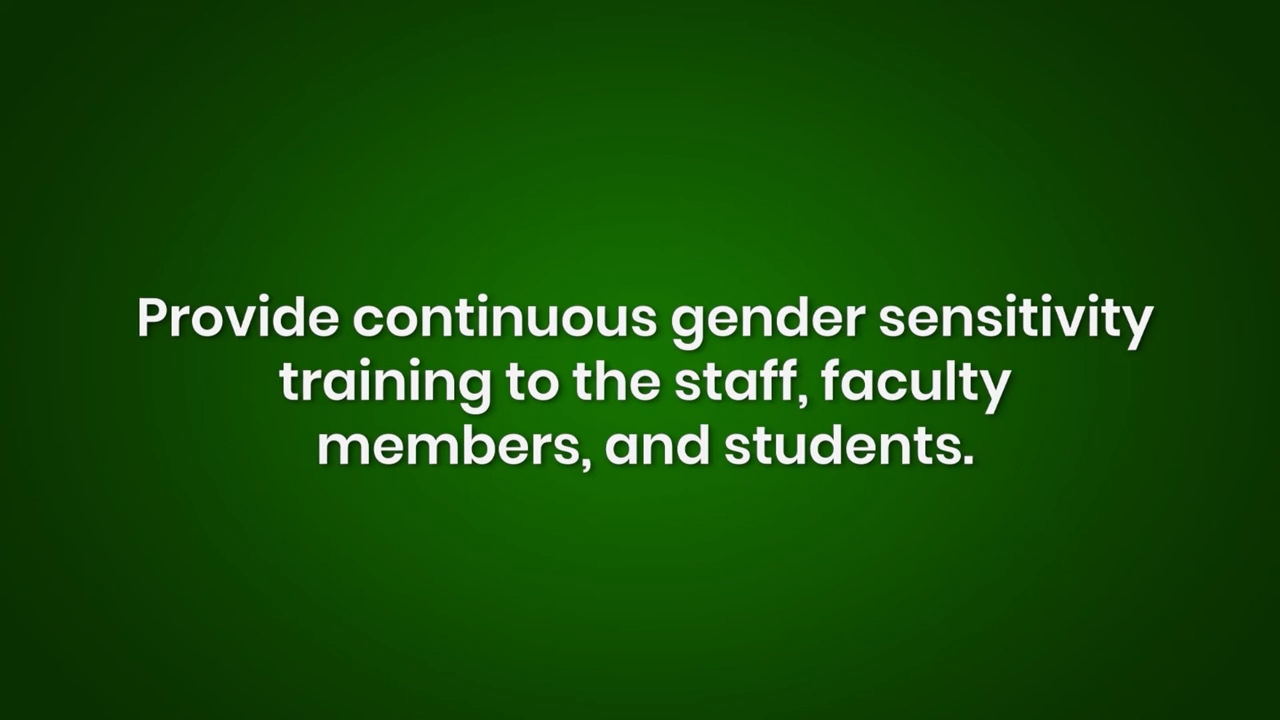 Provide continuous gender sensitivity
training to the staff, faculty
members, and students.